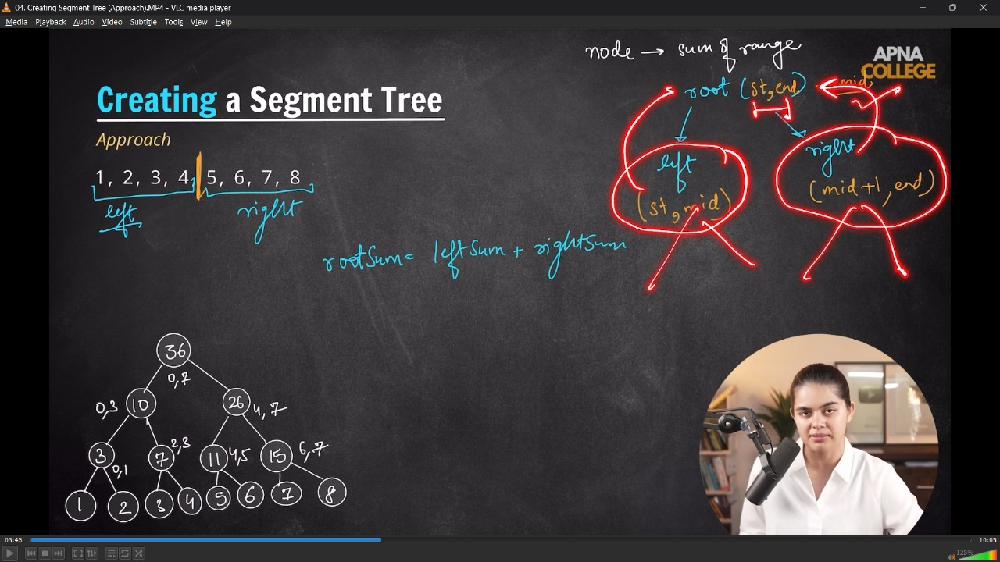 04. Creating Segment Tree (Approach).MP4 - VLC media player
Media Playback Audio Video Subtitle Tools View Help
node → sum of range
APNA
COLLEGE
Creating a Segment Tree
root (st, end) mid,
Approach
1, 2, 3, 4, 5, 6, 7, 8
left right
left right
(st, mid) (mid+1, end)
rootSum = leftSum + rightSum
36
0,7
0,3 10 26 4,7
3 0,1 7 2,3 11 4,5 15 6,7
1 2 3 4 5 6 7 8
03:45 10:05
125%